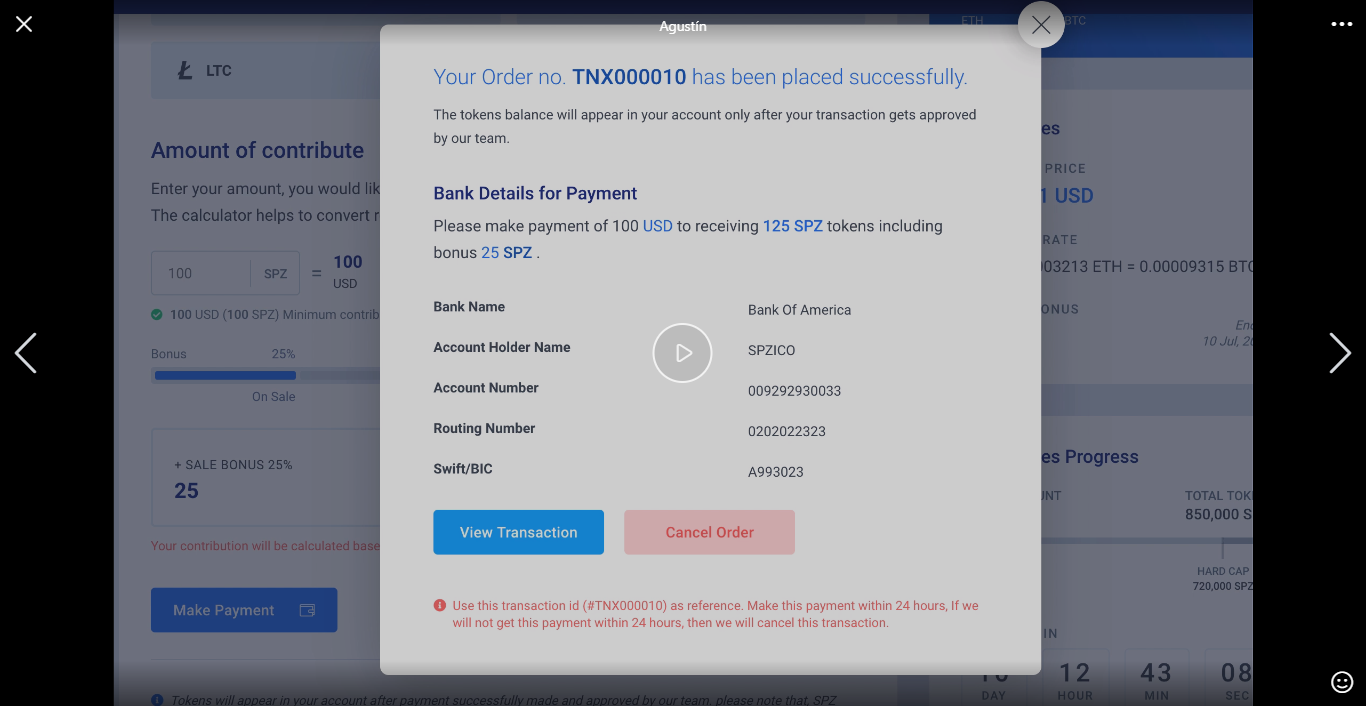 Agustín
ETH
BTC
LTC
Your Order no. TNX000010 has been placed successfully.
The tokens balance will appear in your account only after your transaction gets approved
by our team.
Amount of contribute
Enter your amount, you would lik
The calculator helps to convert r
100 SPZ = 100
USD
100 USD (100 SPZ) Minimum contrib
Bonus 25%
On Sale
+ SALE BONUS 25%
25
Your contribution will be calculated base
Make Payment
Tokens will appear in your account after payment successfully made and approved by our team, please note that, SPZ
Bank Details for Payment
Please make payment of 100 USD to receiving 125 SPZ tokens including
bonus 25 SPZ .
Bank Name Bank Of America
Account Holder Name SPZICO
Account Number 009292930033
Routing Number 0202022323
Swift/BIC A993023
View Transaction Cancel Order
Use this transaction id (#TNX000010) as reference. Make this payment within 24 hours, If we
will not get this payment within 24 hours, then we will cancel this transaction.
es
PRICE
1 USD
RATE
03213 ETH = 0.00009315 BTC
ONUS
En
10 Jul, 20
es Progress
UNT
TOTAL TOK
850,000 S
HARD CAP
720,000 SPZ
IN
12 43 08
DAY HOUR MIN SEC